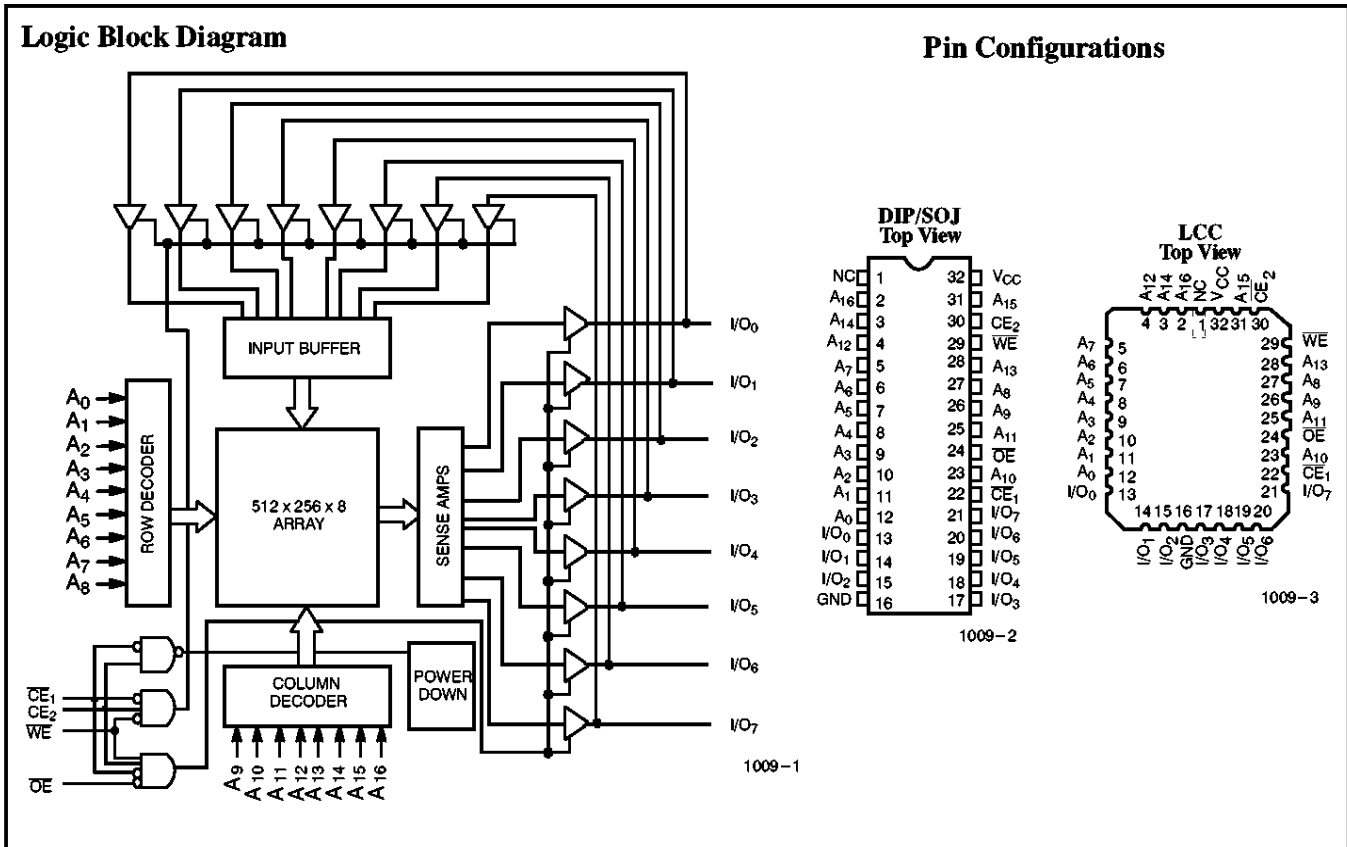 Logic Block Diagram
INPUT BUFFER
A0
A1
A2
A3
A4
A5
A6
A7
A8
ROW DECODER
512 x 256 x 8
ARRAY
SENSE AMPS
COLUMN
DECODER
POWER
DOWN
C̅E̅1
CE2
W̅E̅
O̅E̅
A9
A10
A11
A12
A13
A14
A15
A16
I/O0
I/O1
I/O2
I/O3
I/O4
I/O5
I/O6
I/O7
1009-1
Pin Configurations
DIP/SOJ
Top View
NC 1 32 VCC
A16 2 31 A15
A14 3 30 CE2
A12 4 29 W̅E̅
A7 5 28 A13
A6 6 27 A8
A5 7 26 A9
A4 8 25 A11
A3 9 24 O̅E̅
A2 10 23 A10
A1 11 22 C̅E̅1
A0 12 21 I/O7
I/O0 13 20 I/O6
I/O1 14 19 I/O5
I/O2 15 18 I/O4
GND 16 17 I/O3
1009-2
LCC
Top View
A12 A14 A16 NC VCC A15 CE2
4 3 2 1 32 31 30
A7 5 29 W̅E̅
A6 6 28 A13
A5 7 27 A8
A4 8 26 A9
A3 9 25 A11
A2 10 24 O̅E̅
A1 11 23 A10
A0 12 22 C̅E̅1
I/O0 13 21 I/O7
14 15 16 17 18 19 20
I/O1 I/O2 GND I/O3 I/O4 I/O5 I/O6
1009-3